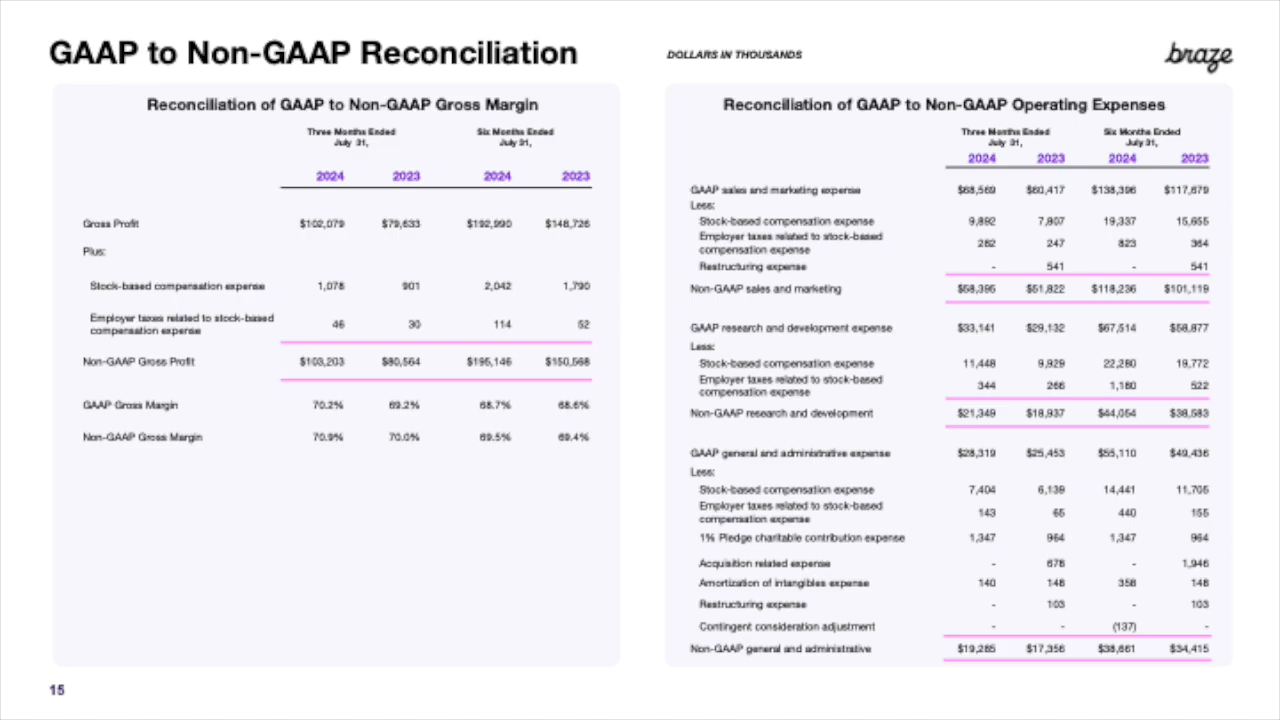 GAAP to Non-GAAP Reconciliation
DOLLARS IN THOUSANDS
braze
Reconciliation of GAAP to Non-GAAP Gross Margin
Three Months Ended Six Months Ended
July 31, July 31,
2024 2023 2024 2023
Gross Profit $102,079 $79,633 $192,990 $148,726
Plus:
Stock-based compensation expense 1,078 901 2,042 1,790
Employer taxes related to stock-based
compensation expense 46 30 114 52
Non-GAAP Gross Profit $103,203 $80,564 $195,146 $150,568
GAAP Gross Margin 70.2% 69.2% 68.7% 68.6%
Non-GAAP Gross Margin 70.9% 70.0% 69.5% 69.4%
Reconciliation of GAAP to Non-GAAP Operating Expenses
Three Months Ended Six Months Ended
July 31, July 31,
2024 2023 2024 2023
GAAP sales and marketing expense $68,569 $60,417 $138,396 $117,679
Less:
Stock-based compensation expense 9,892 7,807 19,337 15,655
Employer taxes related to stock-based
compensation expense 282 247 823 364
Restructuring expense - 541 - 541
Non-GAAP sales and marketing $58,395 $51,822 $118,236 $101,119
GAAP research and development expense $33,141 $29,132 $67,514 $58,877
Less:
Stock-based compensation expense 11,448 9,929 22,280 19,772
Employer taxes related to stock-based
compensation expense 344 266 1,180 522
Non-GAAP research and development $21,349 $18,937 $44,054 $38,583
GAAP general and administrative expense $28,319 $25,453 $55,110 $49,436
Less:
Stock-based compensation expense 7,404 6,139 14,441 11,705
Employer taxes related to stock-based
compensation expense 143 65 440 155
1% Pledge charitable contribution expense 1,347 964 1,347 964
Acquisition related expense - 678 - 1,946
Amortization of intangibles expense 140 148 358 148
Restructuring expense - 103 - 103
Contingent consideration adjustment - - (137) -
Non-GAAP general and administrative $19,285 $17,356 $38,661 $34,415
15